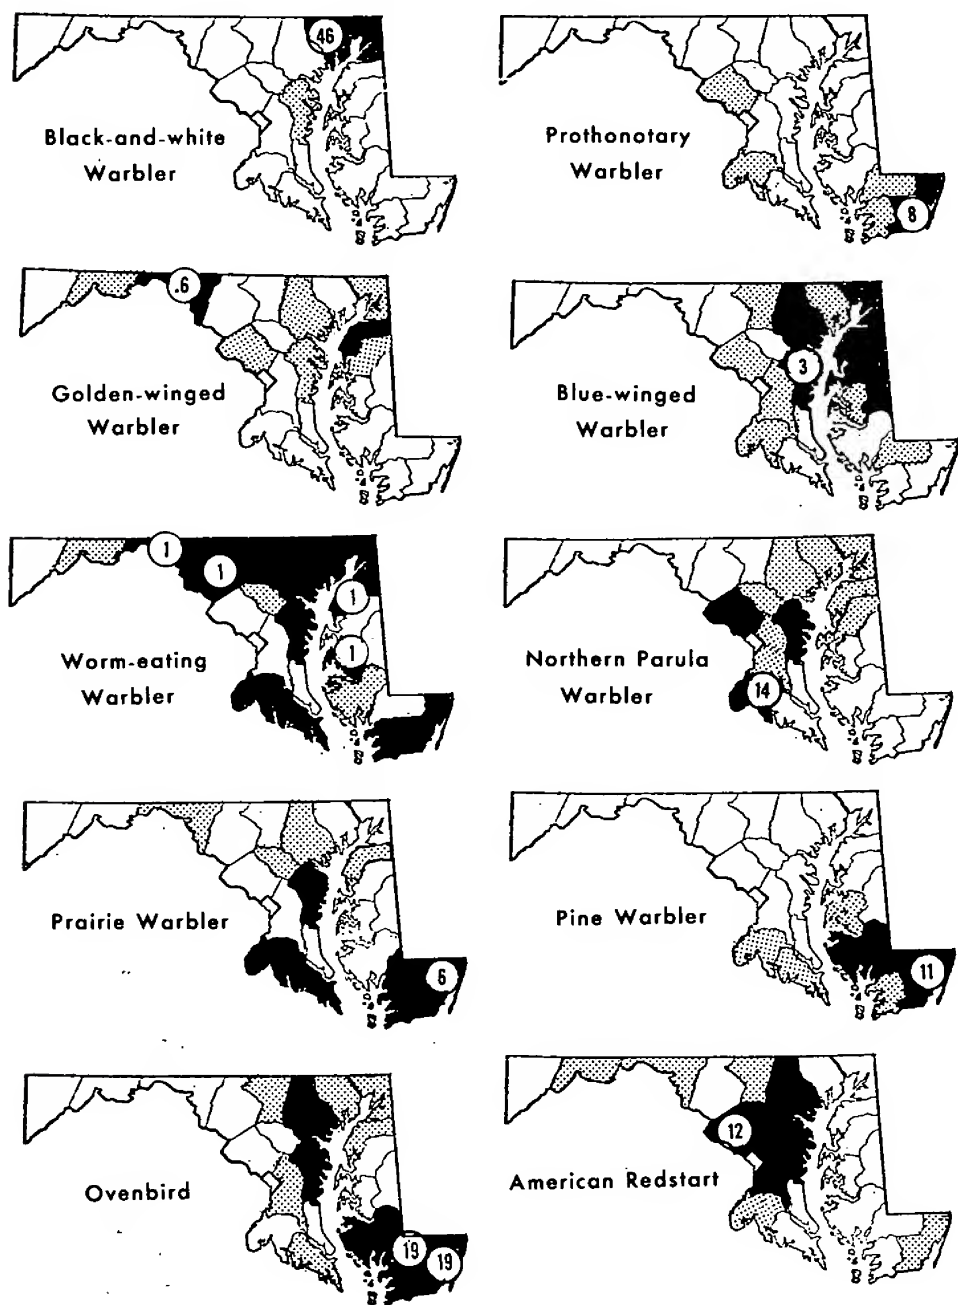 46
Black-and-white
Warbler
Prothonotary
Warbler
8
.6
Golden-winged
Warbler
3
Blue-winged
Warbler
1
1
1
1
Worm-eating
Warbler
Northern Parula
Warbler
14
Prairie Warbler
6
Pine Warbler
11
Ovenbird
19
19
12
American Redstart